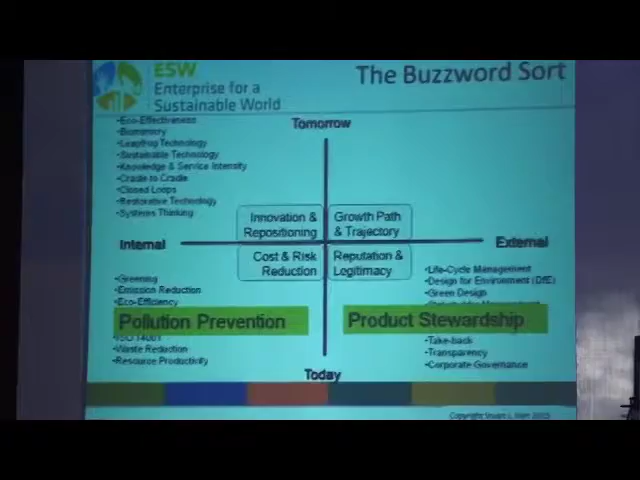 ESW
Enterprise for a
Sustainable World
The Buzzword Sort
Tomorrow
•Eco-Effectiveness
•Biomimicry
•Leapfrog Technology
•Sustainable Technology
•Knowledge & Service Intensity
•Cradle to Cradle
•Closed Loops
•Restorative Technology
•Systems Thinking
Innovation &
Repositioning
Growth Path
& Trajectory
Internal
External
Cost & Risk
Reduction
Reputation &
Legitimacy
•Greening
•Emission Reduction
•Eco-Efficiency
Pollution Prevention
•ISO 14001
•Waste Reduction
•Resource Productivity
•Life-Cycle Management
•Design for Environment (DfE)
•Green Design
Product Stewardship
•Take-back
•Transparency
•Corporate Governance
Today
Copyright Stuart L. Hart